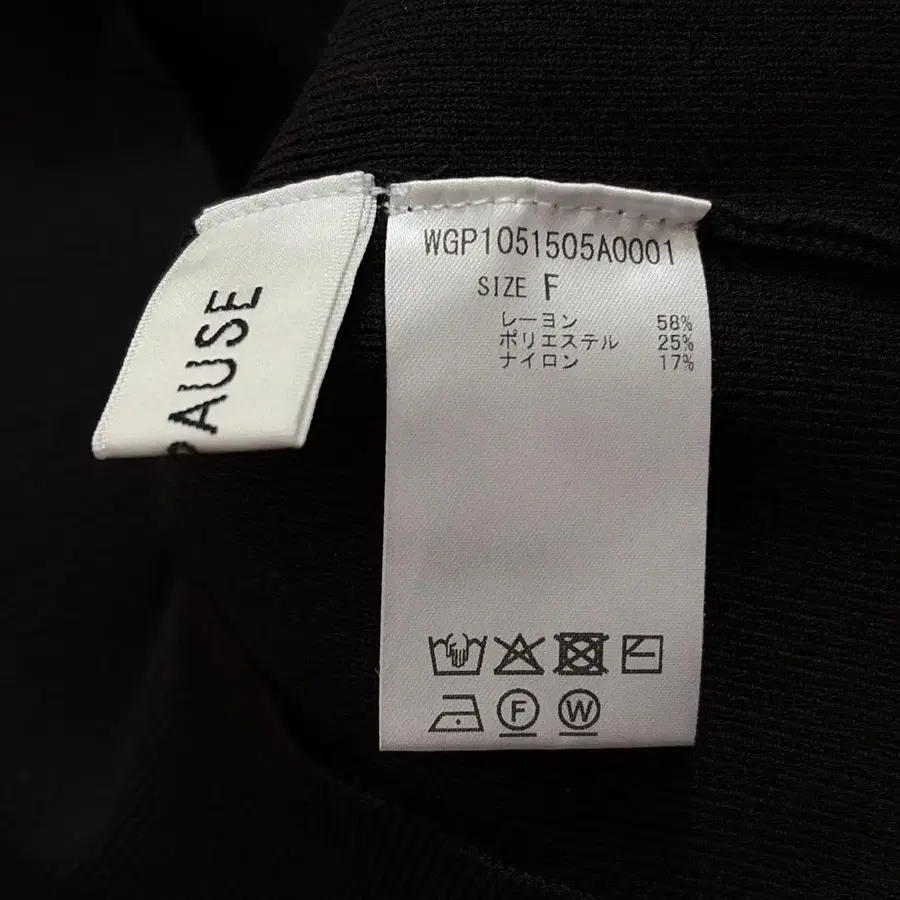 PAUSE
WGP1051505A0001
SIZE F
レーヨン 58%
ポリエステル 25%
ナイロン 17%
F W